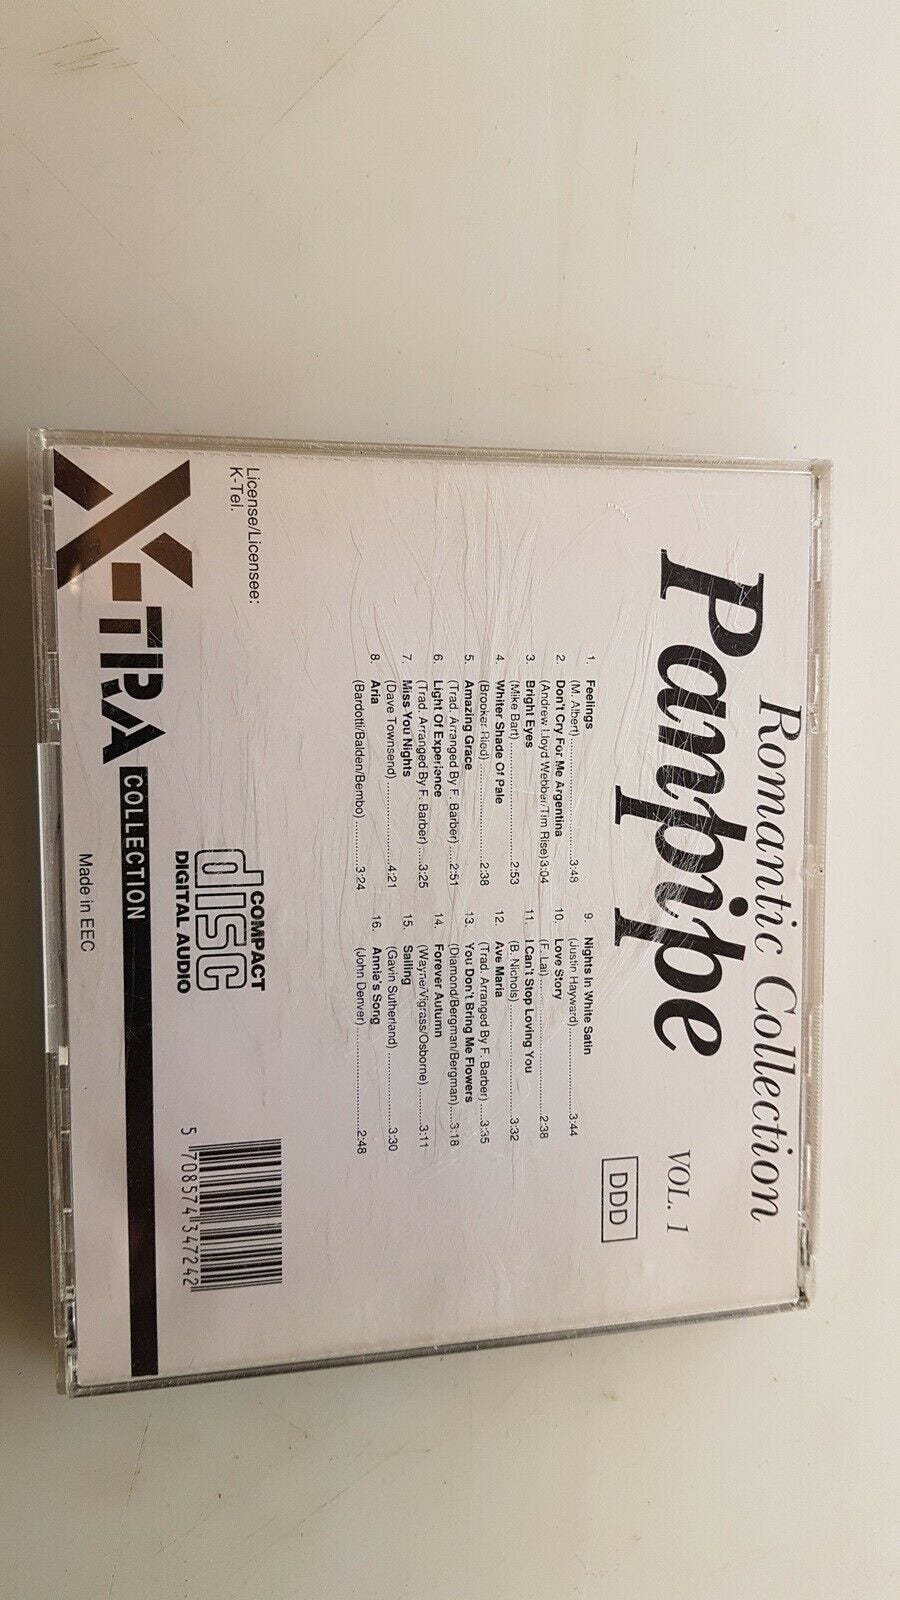 Romantic Collection
Panpipe
VOL. 1
DDD
1. Feelings
(M. Albert)..................3:48
2. Don't Cry For Me Argentina
(Andrew Lloyd Webber/Tim Rise)3:04
3. Bright Eyes
(Mike Bart)..................2:53
4. Whiter Shade Of Pale
(Brooker Ried)..................2:38
5. Amazing Grace
(Trad. Arranged By F. Barber).....2:51
6. Light Of Experience
(Trad. Arranged By F. Barber).....3:25
7. Miss You Nights
(Dave Townsend)..................4:21
8. Aria
(Bardotti/Balden/Bembo)..........3:24
9. Nights In White Satin
(Justin Hayward)..................3:44
10. Love Story
(F. Lai)..................2:38
11. I Can't Stop Loving You
(B. Nichols)..................3:32
12. Ave Maria
(Trad. Arranged By F. Barber).....3:35
13. You Don't Bring Me Flowers
(Diamond/Bergman/Bergman).....3:18
14. Forever Autumn
(Wayne/Vigrass/Osborne)..........3:11
15. Sailing
(Gavin Sutherland)..................3:30
16. Annie's Song
(John Denver)..................2:48
License/Licensee:
K-Tel.
COMPACT
disc
DIGITAL AUDIO
5 708574 347242
X-TRA COLLECTION
Made in EEC